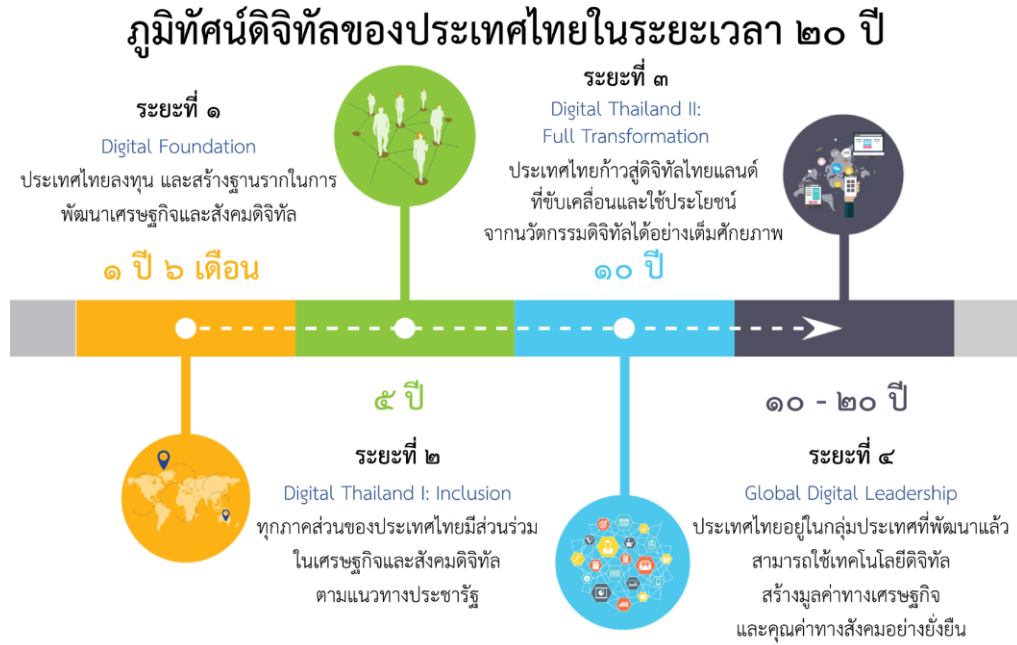 ภูมิทัศน์ดิจิทัลของประเทศไทยในระยะเวลา ๒๐ ปี
ระยะที่ ๑
Digital Foundation
ประเทศไทยลงทุน และสร้างฐานรากในการ
พัฒนาเศรษฐกิจและสังคมดิจิทัล
๑ ปี ๖ เดือน
๕ ปี
ระยะที่ ๒
Digital Thailand I: Inclusion
ทุกภาคส่วนของประเทศไทยมีส่วนร่วม
ในเศรษฐกิจและสังคมดิจิทัล
ตามแนวทางประชารัฐ
ระยะที่ ๓
Digital Thailand II:
Full Transformation
ประเทศไทยก้าวสู่ดิจิทัลไทยแลนด์
ที่ขับเคลื่อนและใช้ประโยชน์
จากนวัตกรรมดิจิทัลได้อย่างเต็มศักยภาพ
๑๐ ปี
๑๐ - ๒๐ ปี
ระยะที่ ๔
Global Digital Leadership
ประเทศไทยอยู่ในกลุ่มประเทศที่พัฒนาแล้ว
สามารถใช้เทคโนโลยีดิจิทัล
สร้างมูลค่าทางเศรษฐกิจ
และคุณค่าทางสังคมอย่างยั่งยืน